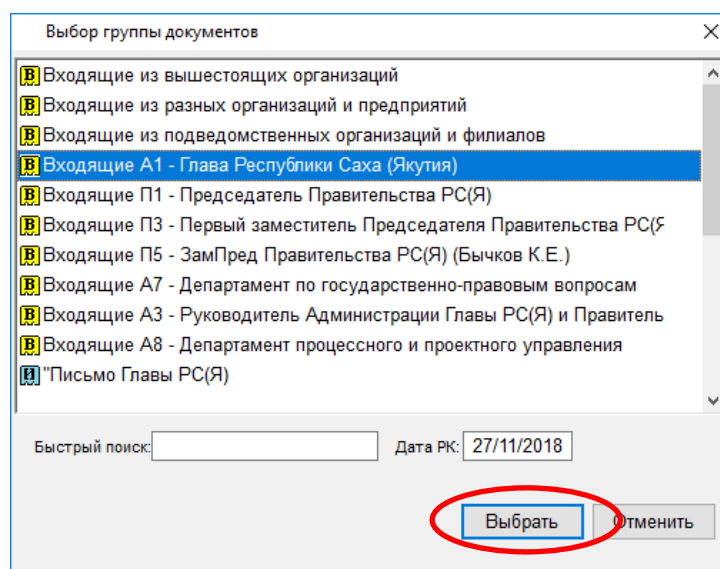 Выбор группы документов
В Входящие из вышестоящих организаций
В Входящие из разных организаций и предприятий
В Входящие из подведомственных организаций и филиалов
В Входящие А1 - Глава Республики Саха (Якутия)
В Входящие П1 - Председатель Правительства РС(Я)
В Входящие П3 - Первый заместитель Председателя Правительства РС(Я
В Входящие П5 - ЗамПред Правительства РС(Я) (Бычков К.Е.)
В Входящие А7 - Департамент по государственно-правовым вопросам
В Входящие А3 - Руководитель Администрации Главы РС(Я) и Правитель
В Входящие А8 - Департамент процессного и проектного управления
И "Письмо Главы РС(Я)
Быстрый поиск: Дата РК: 27/11/2018
Выбрать Отменить